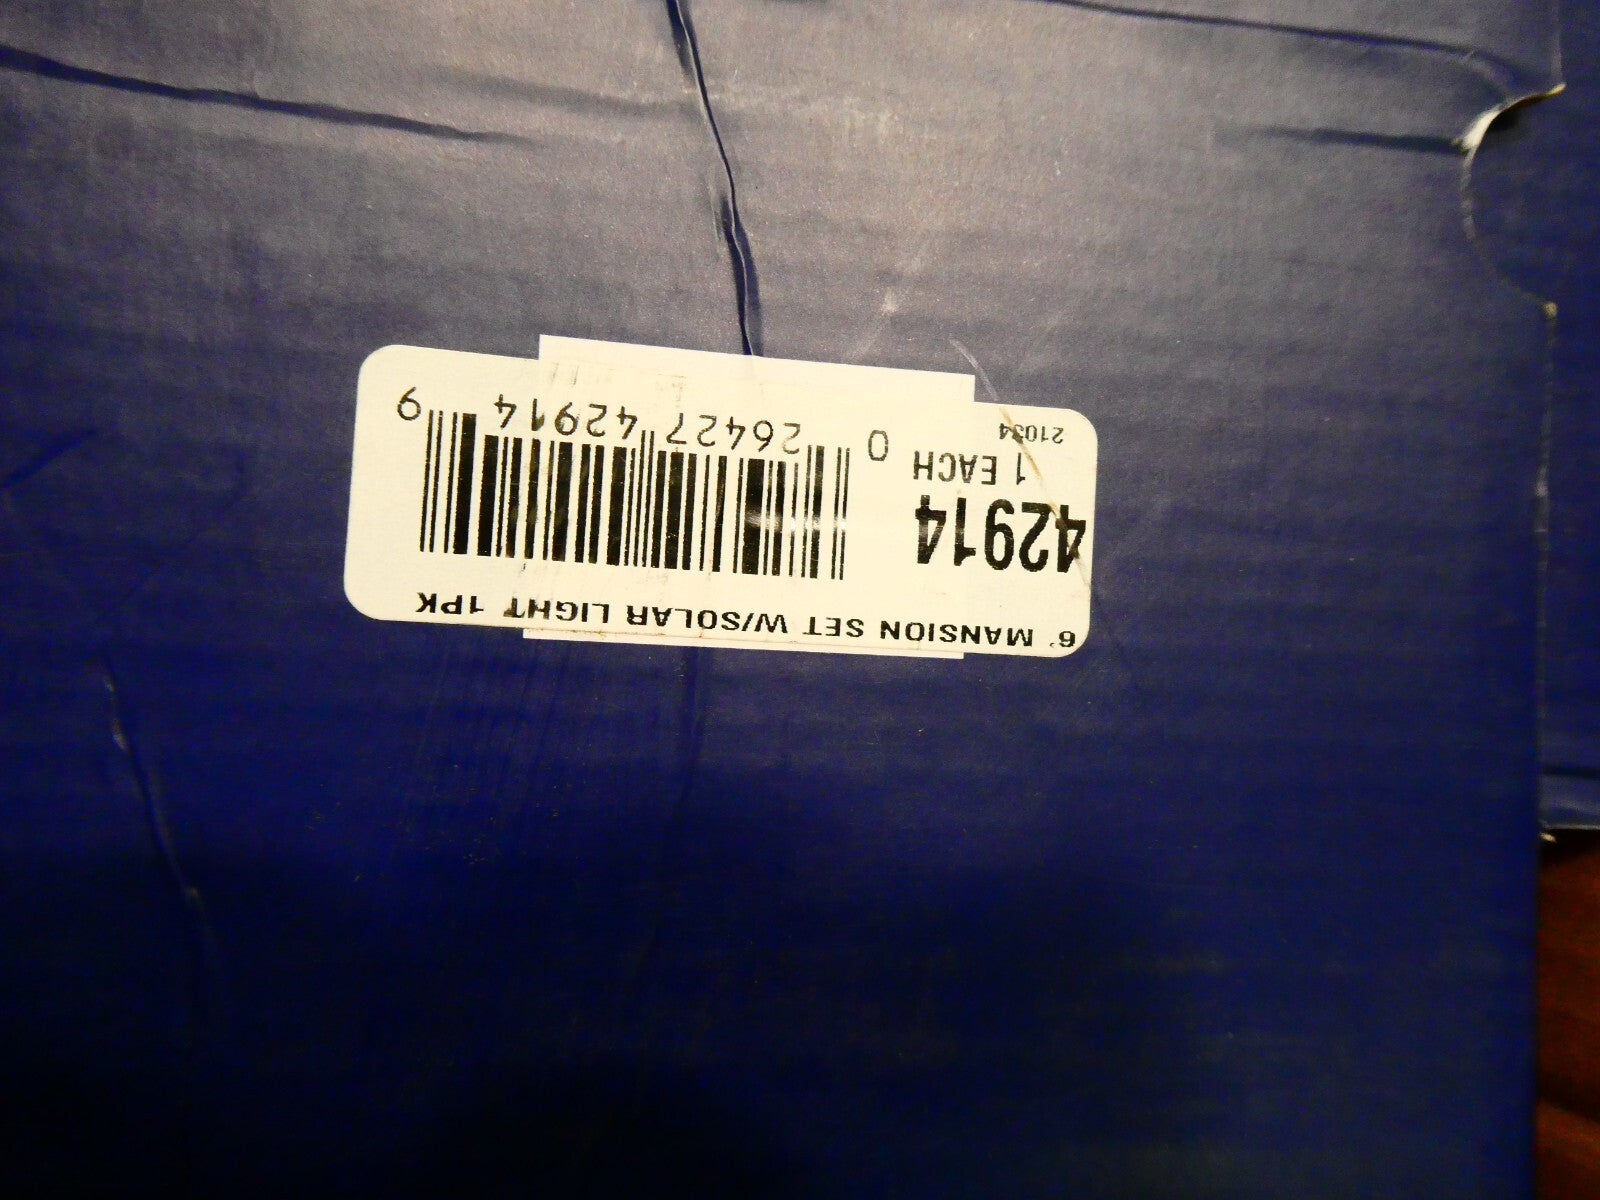 6' MANSION SET W/SOLAR LIGHT 1PK
42914
1 EACH
21034
0 26427 42914 9